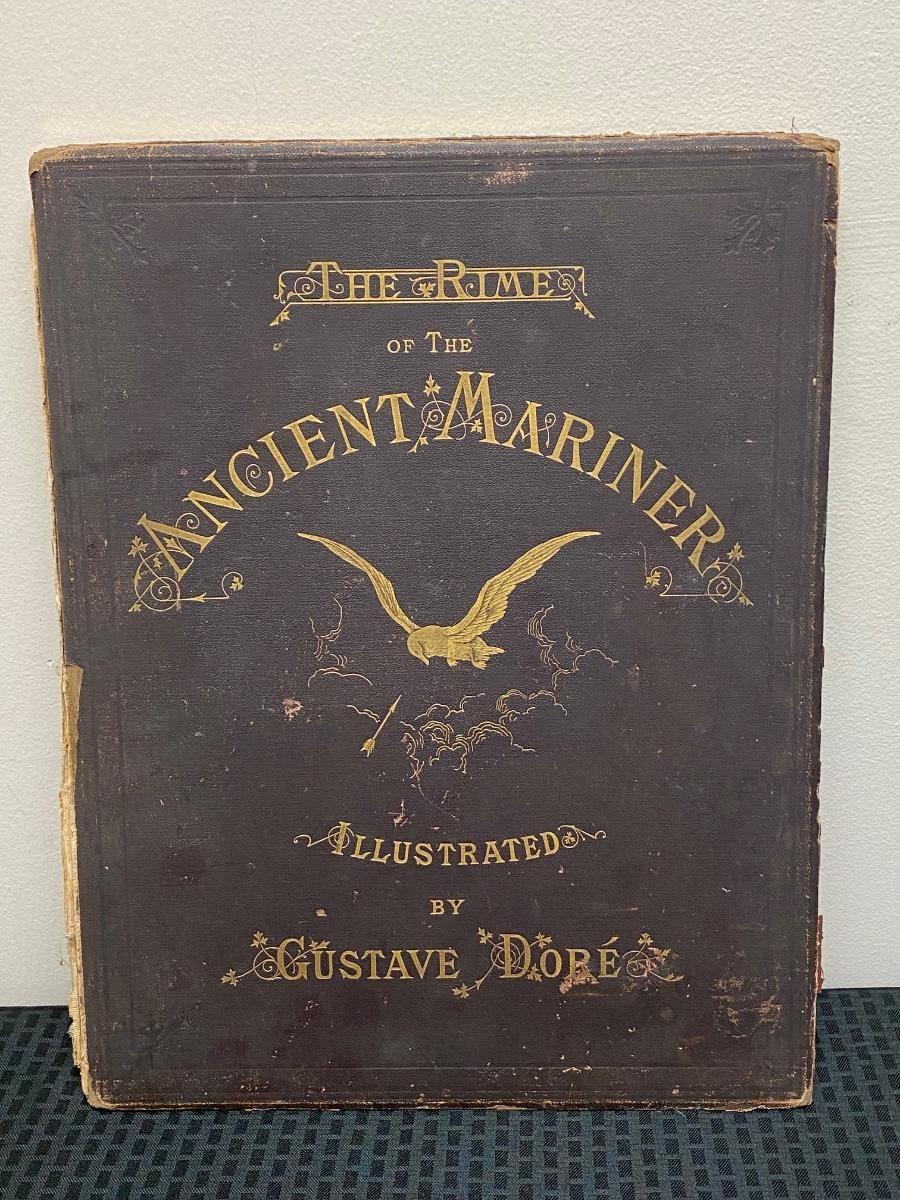 THE RIME
OF THE
ANCIENT MARINER
ILLUSTRATED
BY
GUSTAVE DORÉ